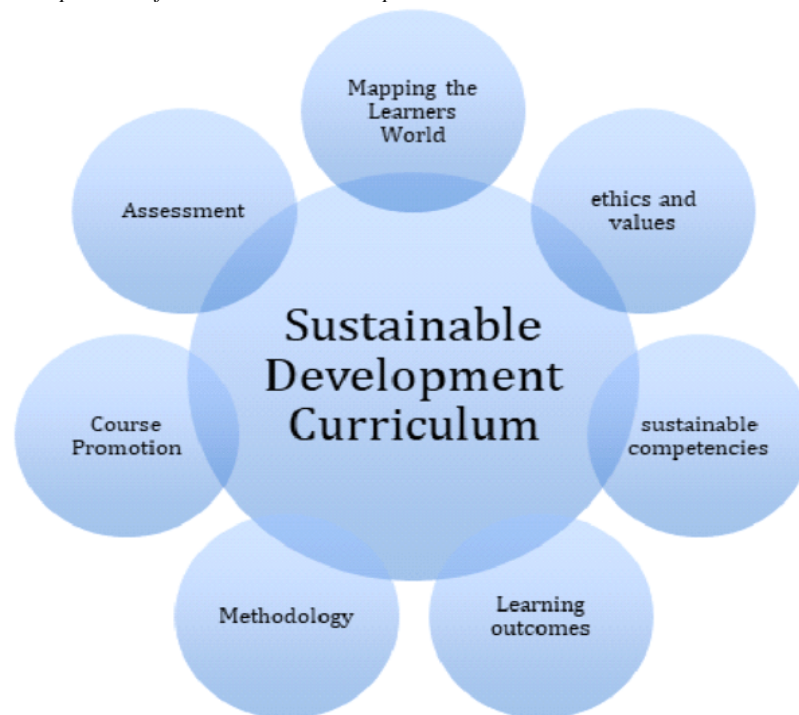 Mapping the
Learners
World
ethics and
values
sustainable
competencies
Learning
outcomes
Methodology
Course
Promotion
Assessment
Sustainable
Development
Curriculum